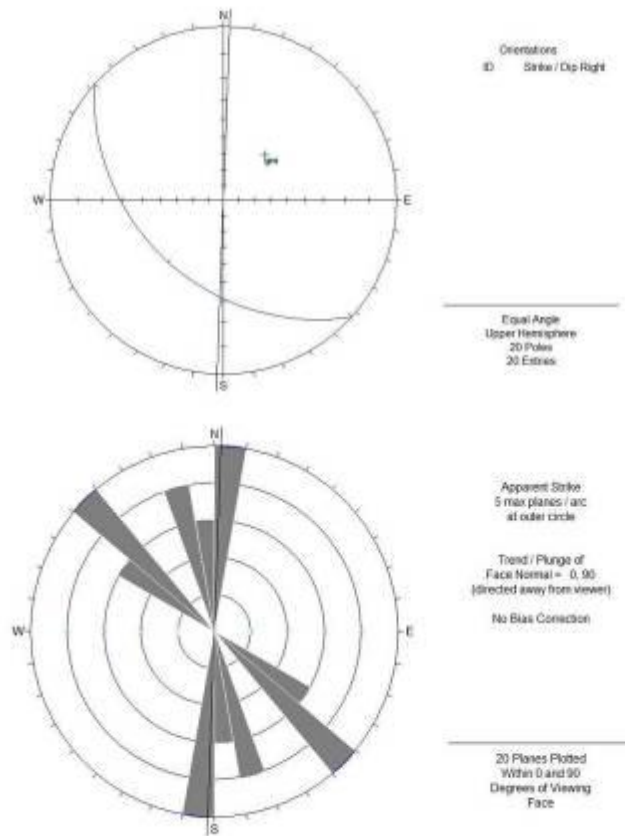 N
Orientations
ID Strike / Dip Right
W
E
S
Equal Angle
Upper Hemisphere
20 Poles
20 Entries
N
Apparent Strike
5 max planes / arc
at outer circle
Trend / Plunge of
Face Normal = 0, 90
(directed away from viewer)
No Bias Correction
W
E
S
20 Planes Plotted
Within 0 and 90
Degrees of Viewing
Face